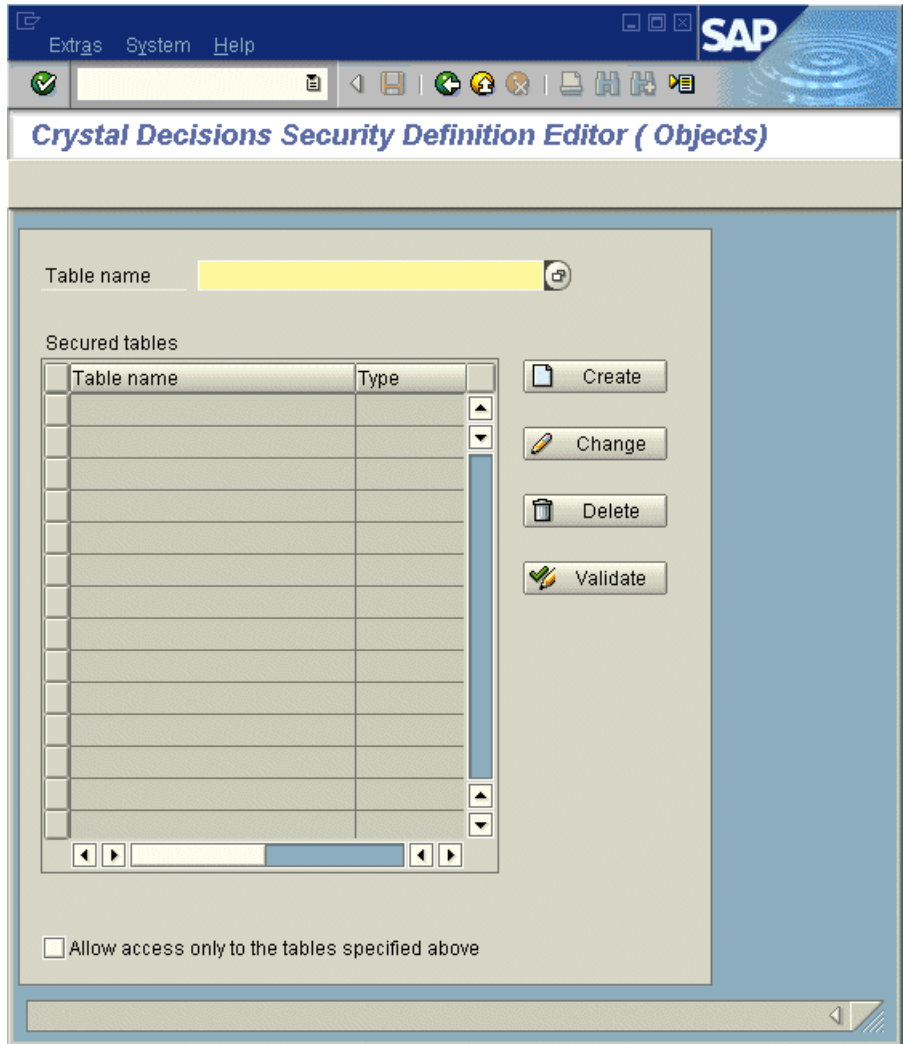 Extras System Help
SAP
Crystal Decisions Security Definition Editor ( Objects)
Table name
Secured tables
Table name Type
Create
Change
Delete
Validate
Allow access only to the tables specified above